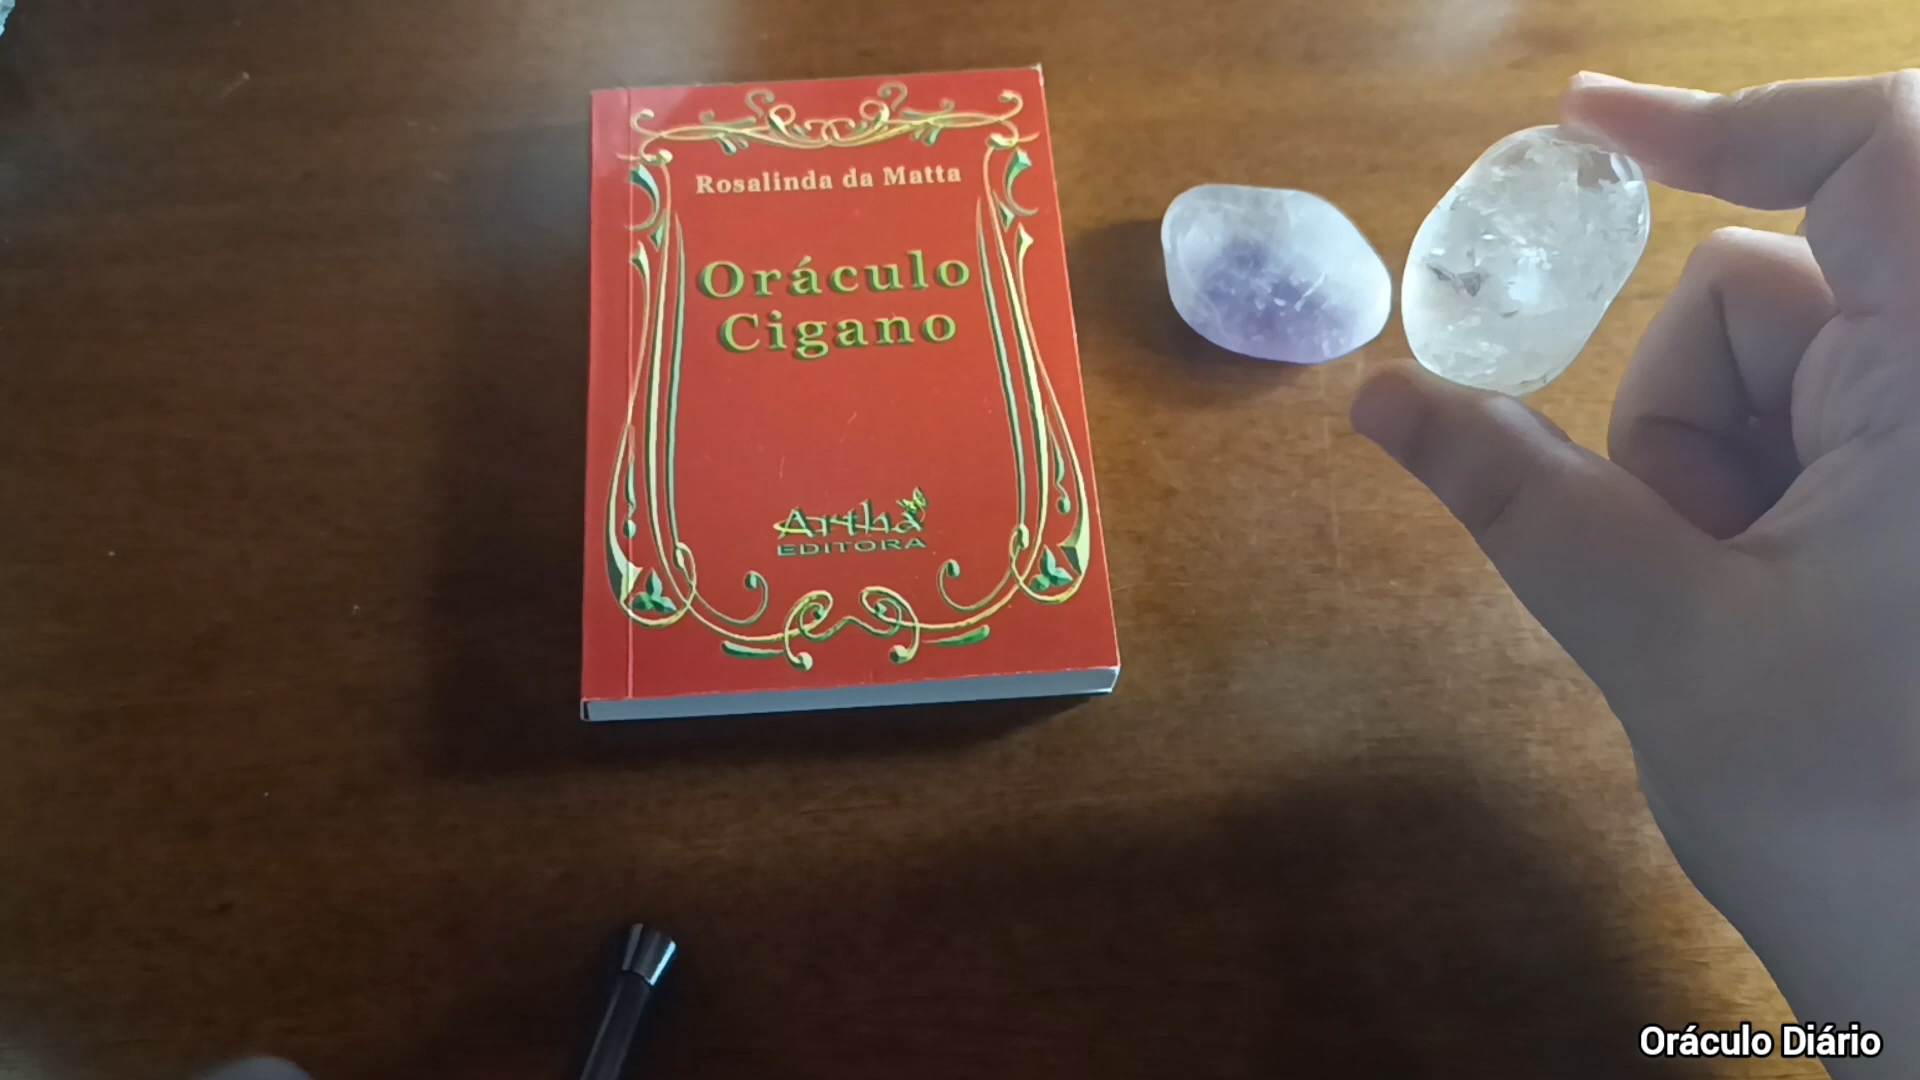 Rosalinda da Matta
Oráculo
Cigano
Artha
EDITORA
Oráculo Diário